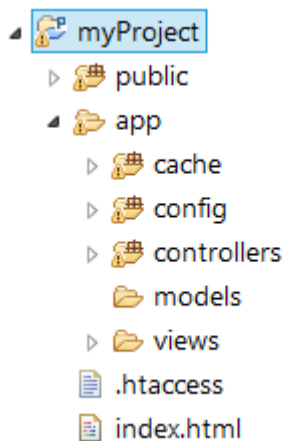 myProject
public
app
cache
config
controllers
models
views
.htaccess
index.html